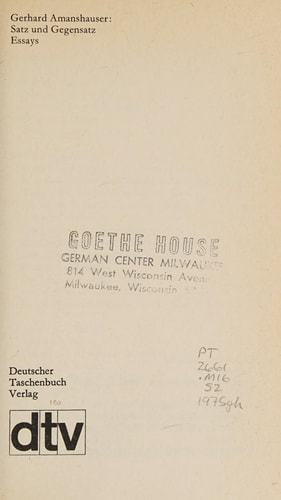 Gerhard Amanshauser:
Satz und Gegensatz
Essays
GOETHE HOUSE
GERMAN CENTER MILWAUKEE
814 West Wisconsin Avenue
Milwaukee, Wisconsin
PT
2661
.M16
S2
1975gh
Deutscher
Taschenbuch
Verlag
dtv